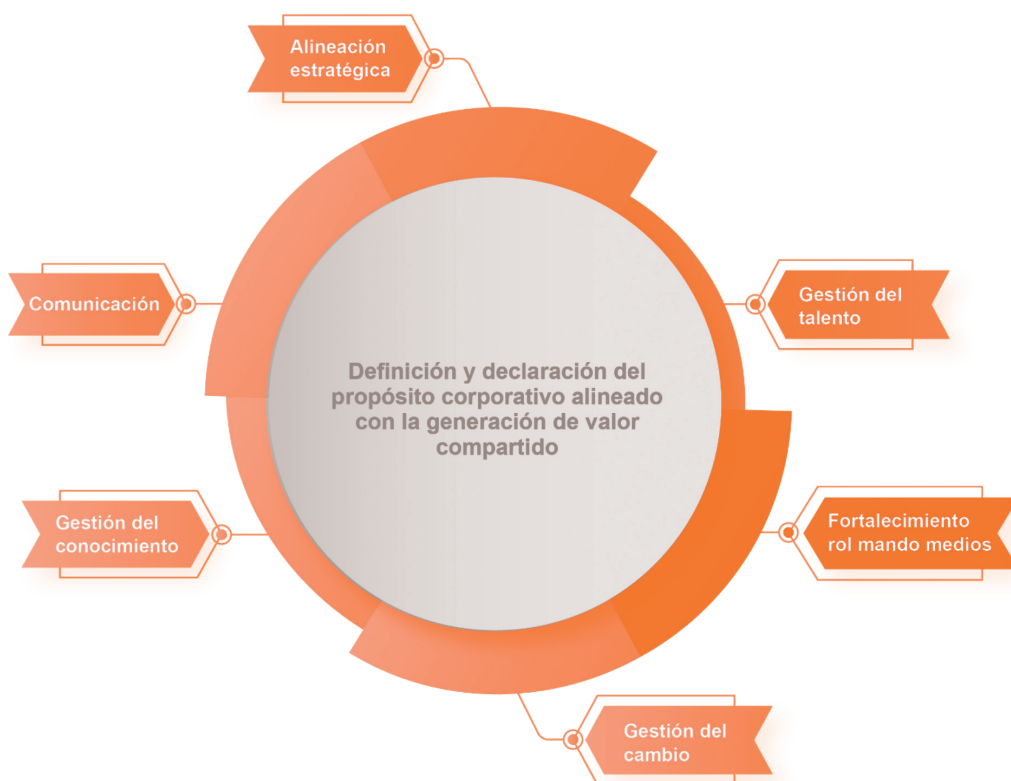 Alineación
estratégica
Comunicación
Gestión del
talento
Definición y declaración del
propósito corporativo alineado
con la generación de valor
compartido
Gestión del
conocimiento
Fortalecimiento
rol mando medios
Gestión del
cambio